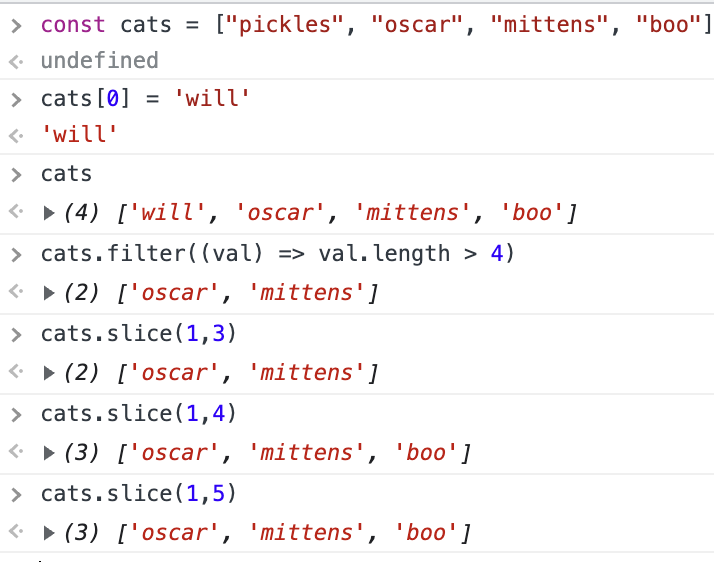 > const cats = ["pickles", "oscar", "mittens", "boo"]
undefined
> cats[0] = 'will'
'will'
> cats
(4) ['will', 'oscar', 'mittens', 'boo']
> cats.filter((val) => val.length > 4)
(2) ['oscar', 'mittens']
> cats.slice(1,3)
(2) ['oscar', 'mittens']
> cats.slice(1,4)
(3) ['oscar', 'mittens', 'boo']
> cats.slice(1,5)
(3) ['oscar', 'mittens', 'boo']